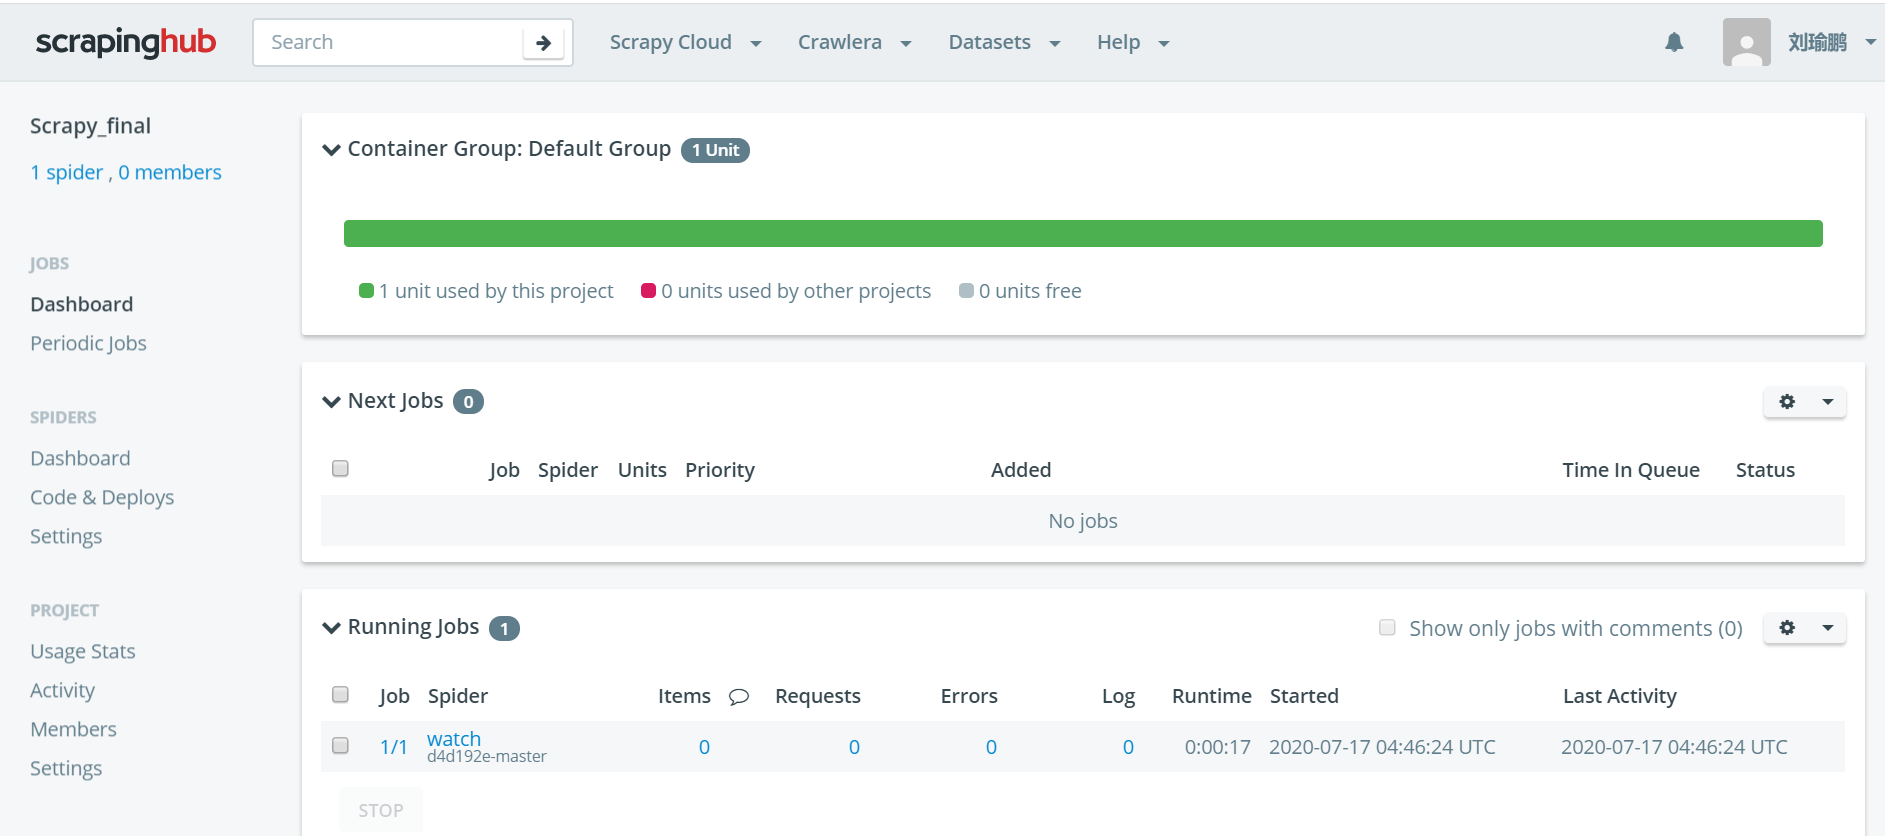 scrapinghub
Search
Scrapy Cloud
Crawlera
Datasets
Help
刘瑜鹏
Scrapy_final
1 spider , 0 members
JOBS
Dashboard
Periodic Jobs
SPIDERS
Dashboard
Code & Deploys
Settings
PROJECT
Usage Stats
Activity
Members
Settings
Container Group: Default Group 1 Unit
1 unit used by this project 0 units used by other projects 0 units free
Next Jobs 0
Job Spider Units Priority Added Time In Queue Status
No jobs
Running Jobs 1 Show only jobs with comments (0)
Job Spider Items Requests Errors Log Runtime Started Last Activity
1/1 watch 0 0 0 0 0:00:17 2020-07-17 04:46:24 UTC 2020-07-17 04:46:24 UTC
d4d192e-master
STOP